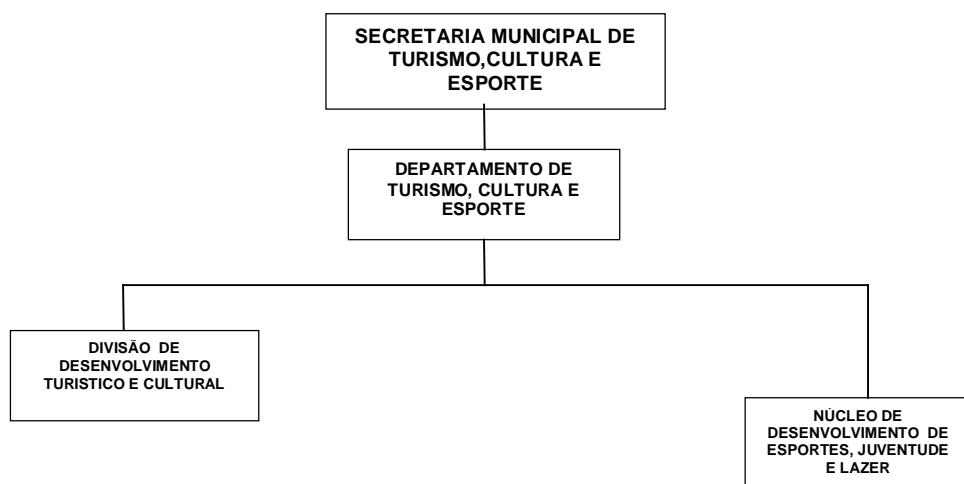 SECRETARIA MUNICIPAL DE
TURISMO,CULTURA E
ESPORTE
DEPARTAMENTO DE
TURISMO, CULTURA E
ESPORTE
DIVISÃO DE
DESENVOLVIMENTO
TURISTICO E CULTURAL
NÚCLEO DE
DESENVOLVIMENTO DE
ESPORTES, JUVENTUDE
E LAZER